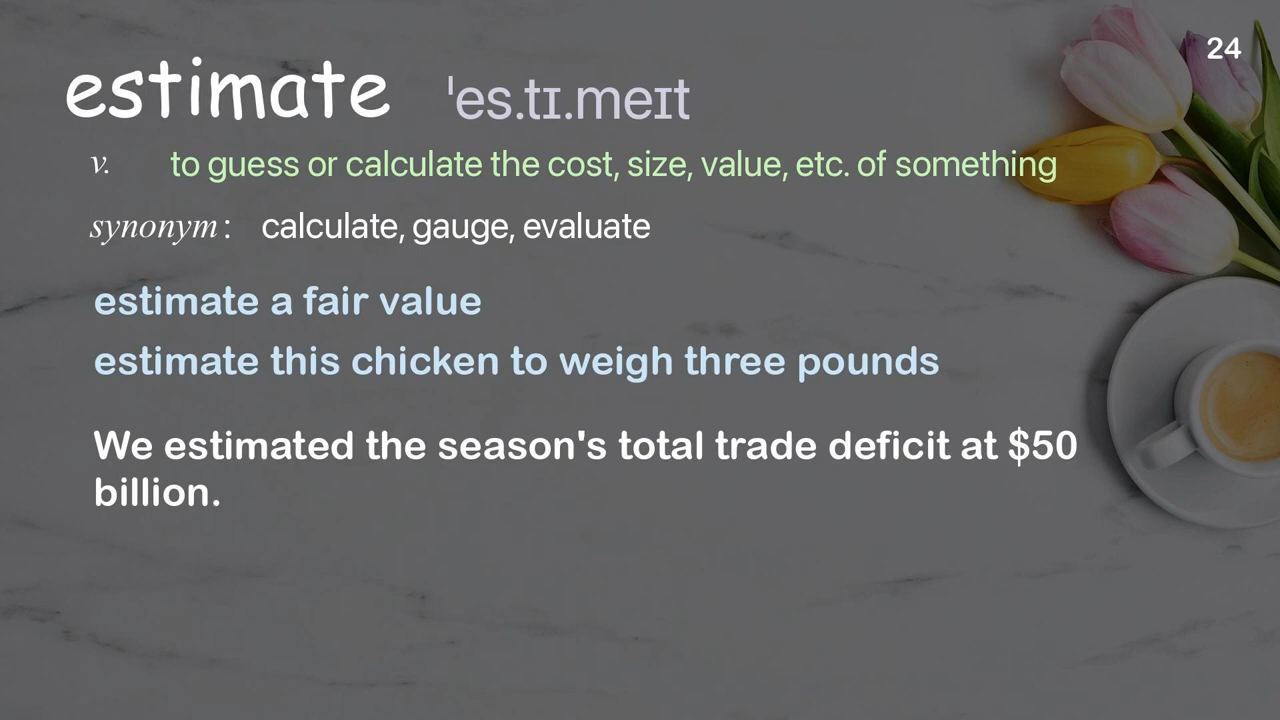 24
estimate ˈes.tɪ.meɪt
v. to guess or calculate the cost, size, value, etc. of something
synonym: calculate, gauge, evaluate
estimate a fair value
estimate this chicken to weigh three pounds
We estimated the season's total trade deficit at $50
billion.